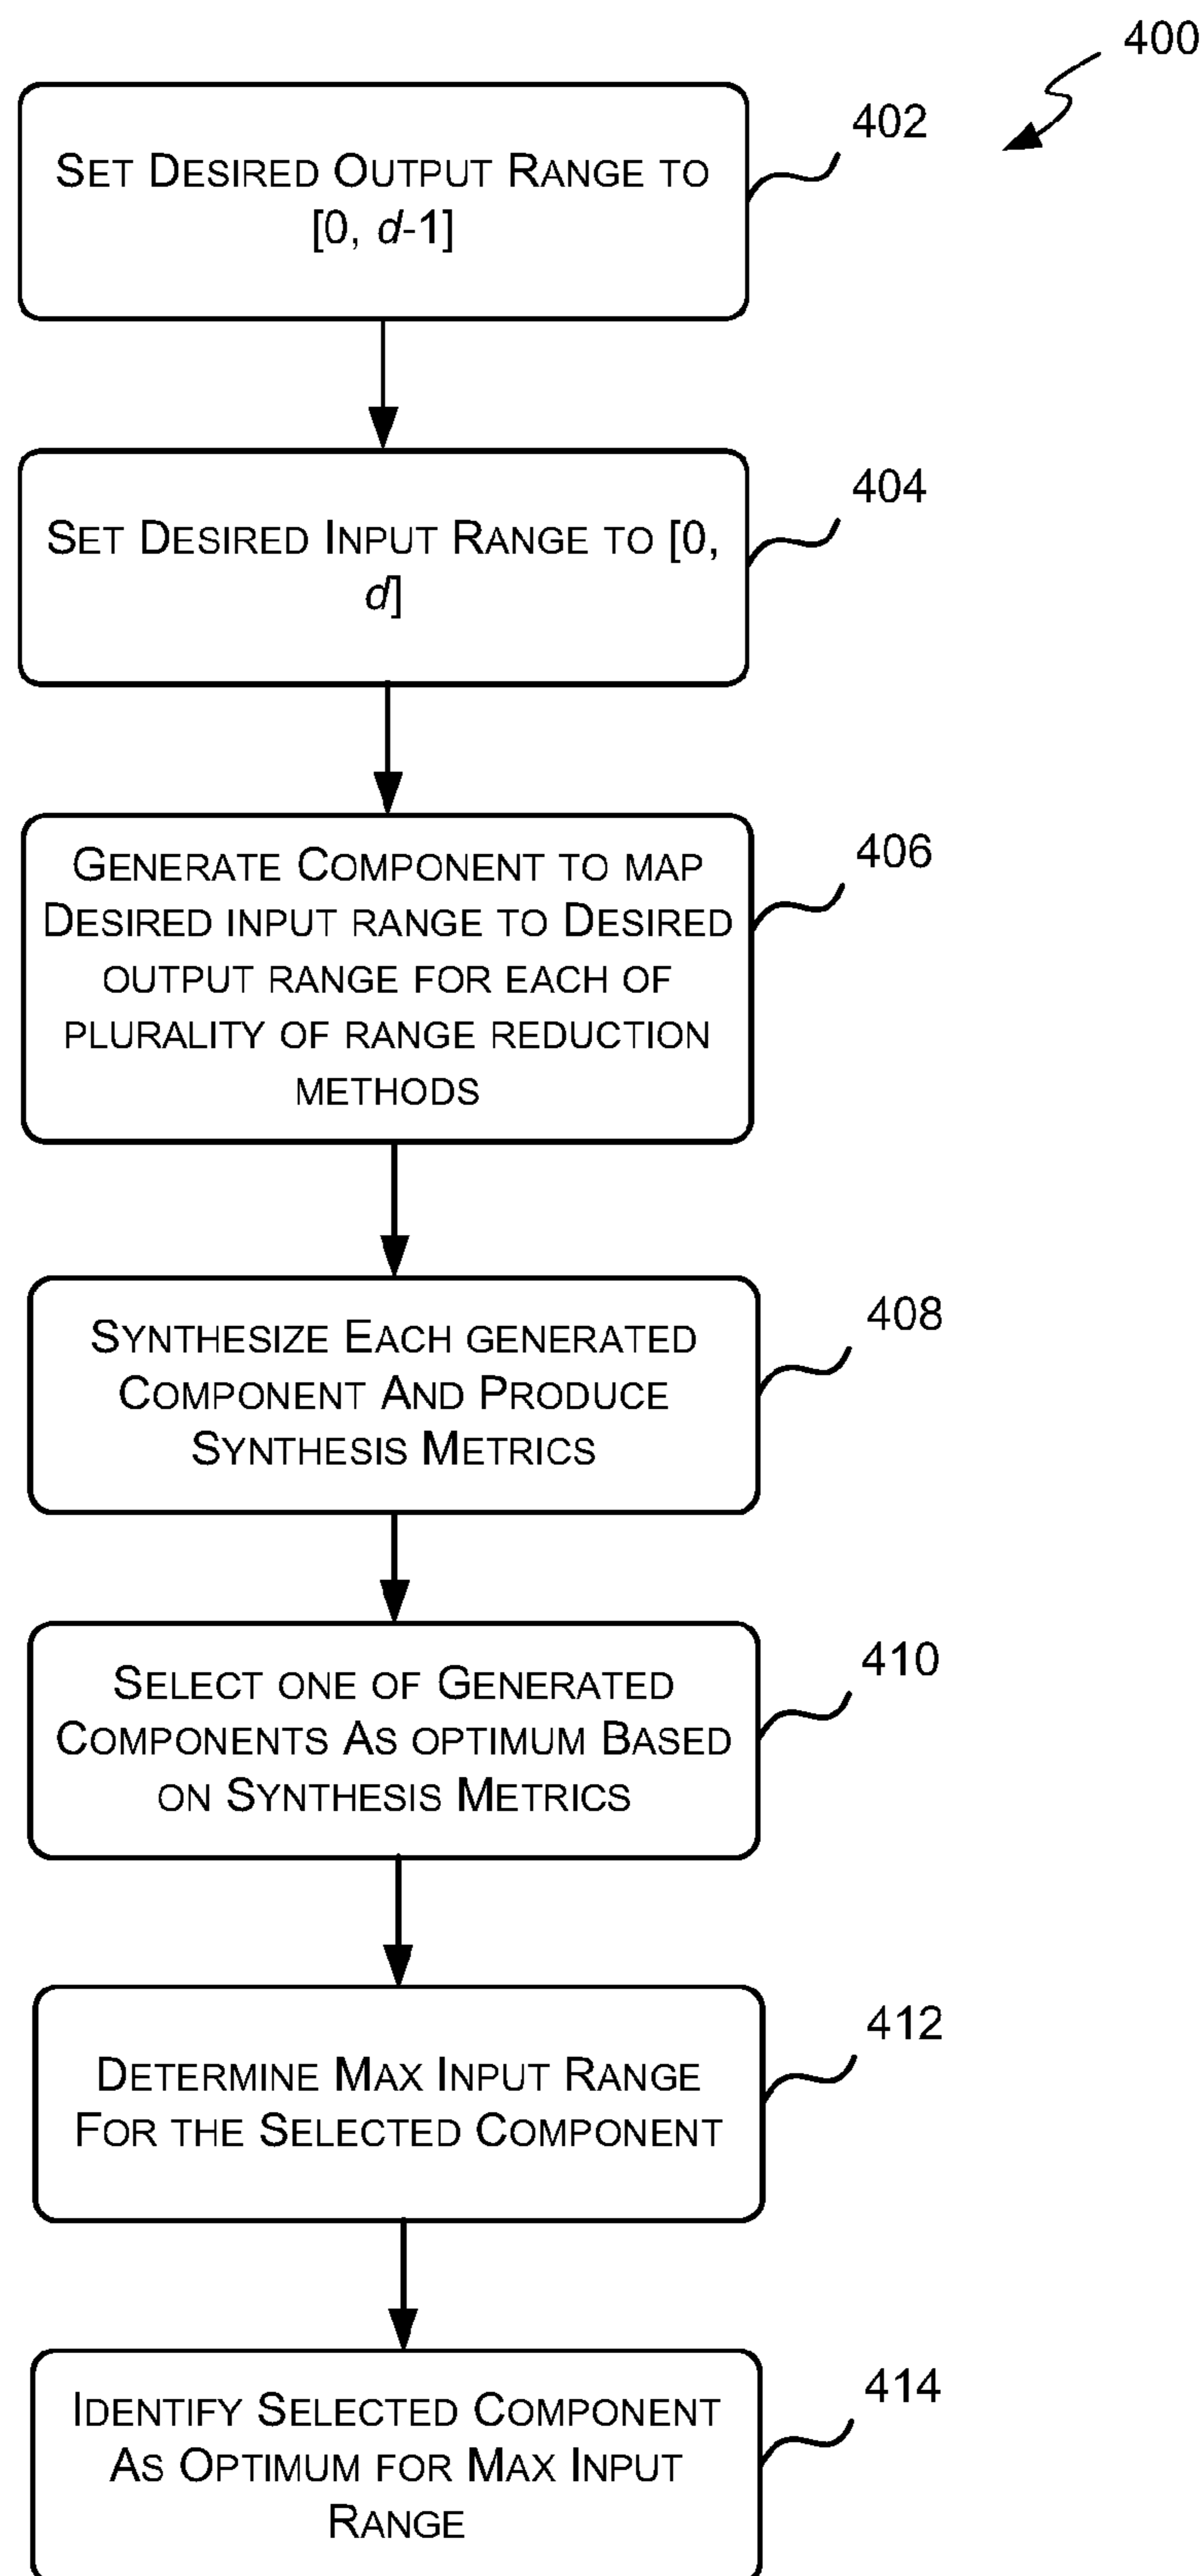 400
402
SET DESIRED OUTPUT RANGE TO
[0, d-1]
404
SET DESIRED INPUT RANGE TO [0,
d]
406
GENERATE COMPONENT TO MAP
DESIRED INPUT RANGE TO DESIRED
OUTPUT RANGE FOR EACH OF
PLURALITY OF RANGE REDUCTION
METHODS
408
SYNTHESIZE EACH GENERATED
COMPONENT AND PRODUCE
SYNTHESIS METRICS
410
SELECT ONE OF GENERATED
COMPONENTS AS OPTIMUM BASED
ON SYNTHESIS METRICS
412
DETERMINE MAX INPUT RANGE
FOR THE SELECTED COMPONENT
414
IDENTIFY SELECTED COMPONENT
AS OPTIMUM FOR MAX INPUT
RANGE